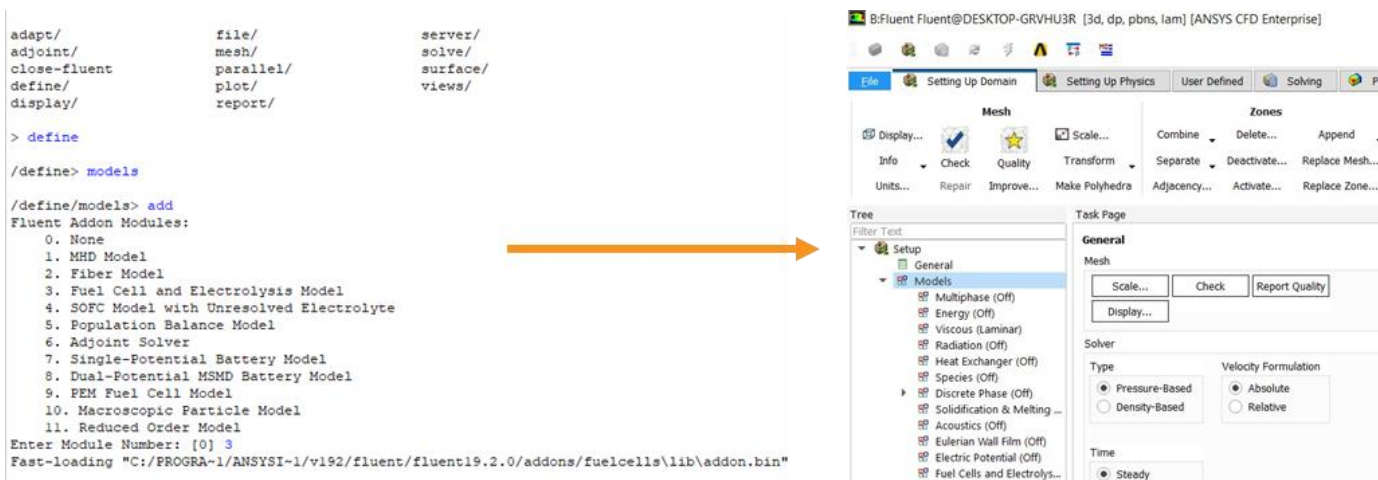 adapt/ file/ server/
adjoint/ mesh/ solve/
close-fluent parallel/ surface/
define/ plot/ views/
display/ report/
> define
/define> models
/define/models> add
Fluent Addon Modules:
0. None
1. MHD Model
2. Fiber Model
3. Fuel Cell and Electrolysis Model
4. SOFC Model with Unresolved Electrolyte
5. Population Balance Model
6. Adjoint Solver
7. Single-Potential Battery Model
8. Dual-Potential MSMD Battery Model
9. PEM Fuel Cell Model
10. Macroscopic Particle Model
11. Reduced Order Model
Enter Module Number: [0] 3
Fast-loading "C:/PROGRA~1/ANSYSI~1/v192/fluent/fluent19.2.0/addons/fuelcells\lib\addon.bin"
B:Fluent Fluent@DESKTOP-GRVHU3R [3d, dp, pbns, lam] [ANSYS CFD Enterprise]
File Setting Up Domain Setting Up Physics User Defined Solving P
Mesh Zones
Display... Scale... Combine Delete... Append
Info Check Quality Transform Separate Deactivate... Replace Mesh...
Units... Repair Improve... Make Polyhedra Adjacency... Activate... Replace Zone...
Tree
Filter Text
Setup
General
Models
Multiphase (Off)
Energy (Off)
Viscous (Laminar)
Radiation (Off)
Heat Exchanger (Off)
Species (Off)
Discrete Phase (Off)
Solidification & Melting ...
Acoustics (Off)
Eulerian Wall Film (Off)
Electric Potential (Off)
Fuel Cells and Electrolys...
Task Page
General
Mesh
Scale... Check Report Quality
Display...
Solver
Type Velocity Formulation
Pressure-Based Absolute
Density-Based Relative
Time
Steady